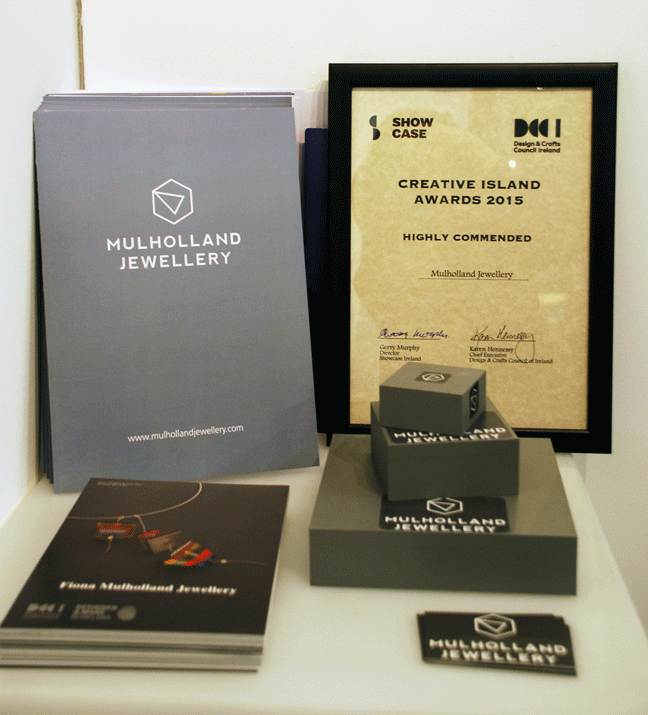 MULHOLLAND
JEWELLERY
www.mulhollandjewellery.com
SHOW
CASE
DCCI
Design & Crafts
Council Ireland
CREATIVE ISLAND
AWARDS 2015
HIGHLY COMMENDED
Mulholland Jewellery
Gerry Murphy
Director
Showcase Ireland
Karen Hennessy
Chief Executive
Design & Crafts Council of Ireland
MULHOLLAND
JEWELLERY
MULHOLLAND
JEWELLERY
Fiona Mulholland Jewellery
DCCI
MULHOLLAND
JEWELLERY